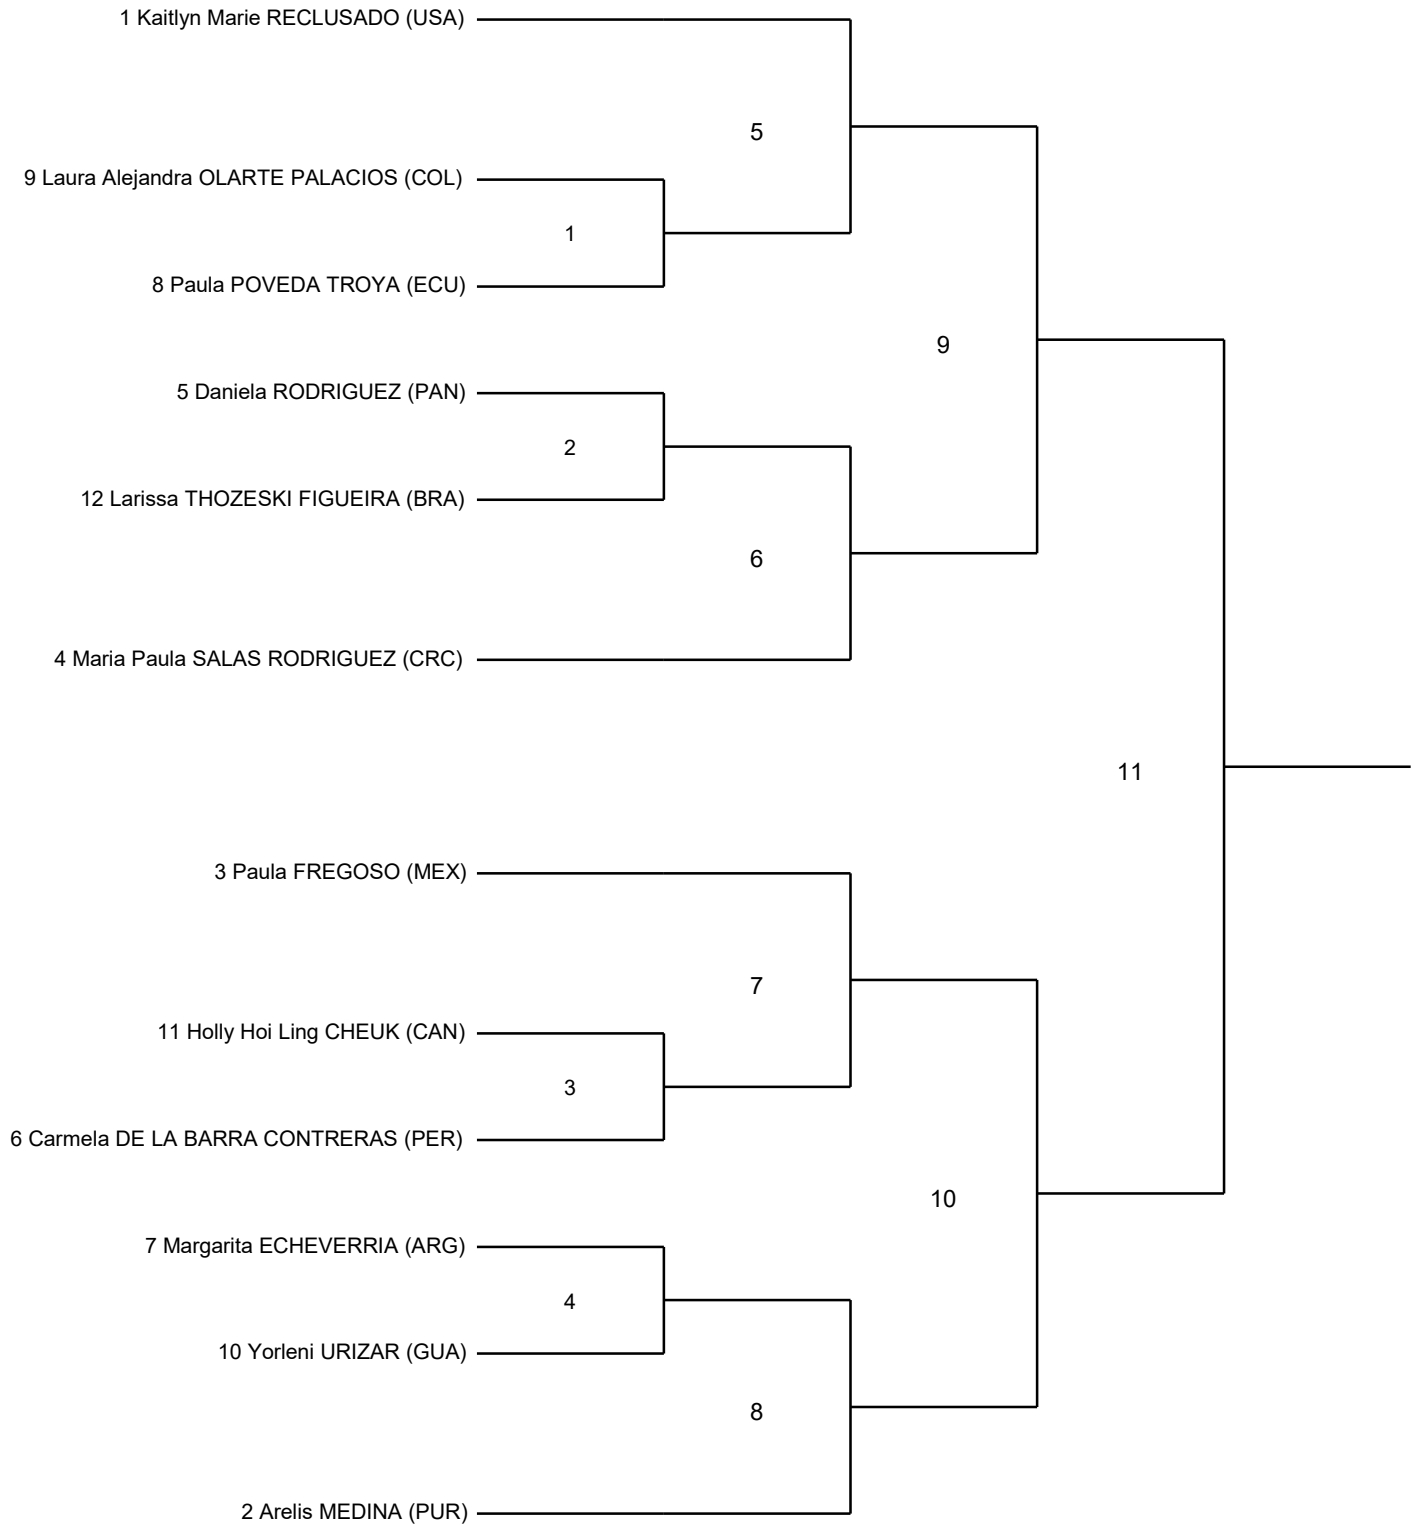 1 Kaitlyn Marie RECLUSADO (USA)
5
9 Laura Alejandra OLARTE PALACIOS (COL)
1
8 Paula POVEDA TROYA (ECU)
9
5 Daniela RODRIGUEZ (PAN)
2
12 Larissa THOZESKI FIGUEIRA (BRA)
6
4 Maria Paula SALAS RODRIGUEZ (CRC)
11
3 Paula FREGOSO (MEX)
7
11 Holly Hoi Ling CHEUK (CAN)
3
6 Carmela DE LA BARRA CONTRERAS (PER)
10
7 Margarita ECHEVERRIA (ARG)
4
10 Yorleni URIZAR (GUA)
8
2 Arelis MEDINA (PUR)